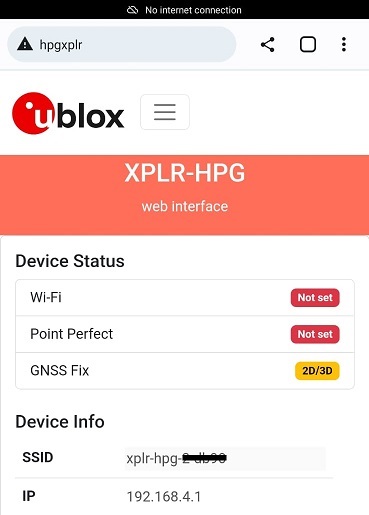 No internet connection
hpgxplr
ublox
XPLR-HPG
web interface
Device Status
Wi-Fi Not set
Point Perfect Not set
GNSS Fix 2D/3D
Device Info
SSID xplr-hpg-
IP 192.168.4.1